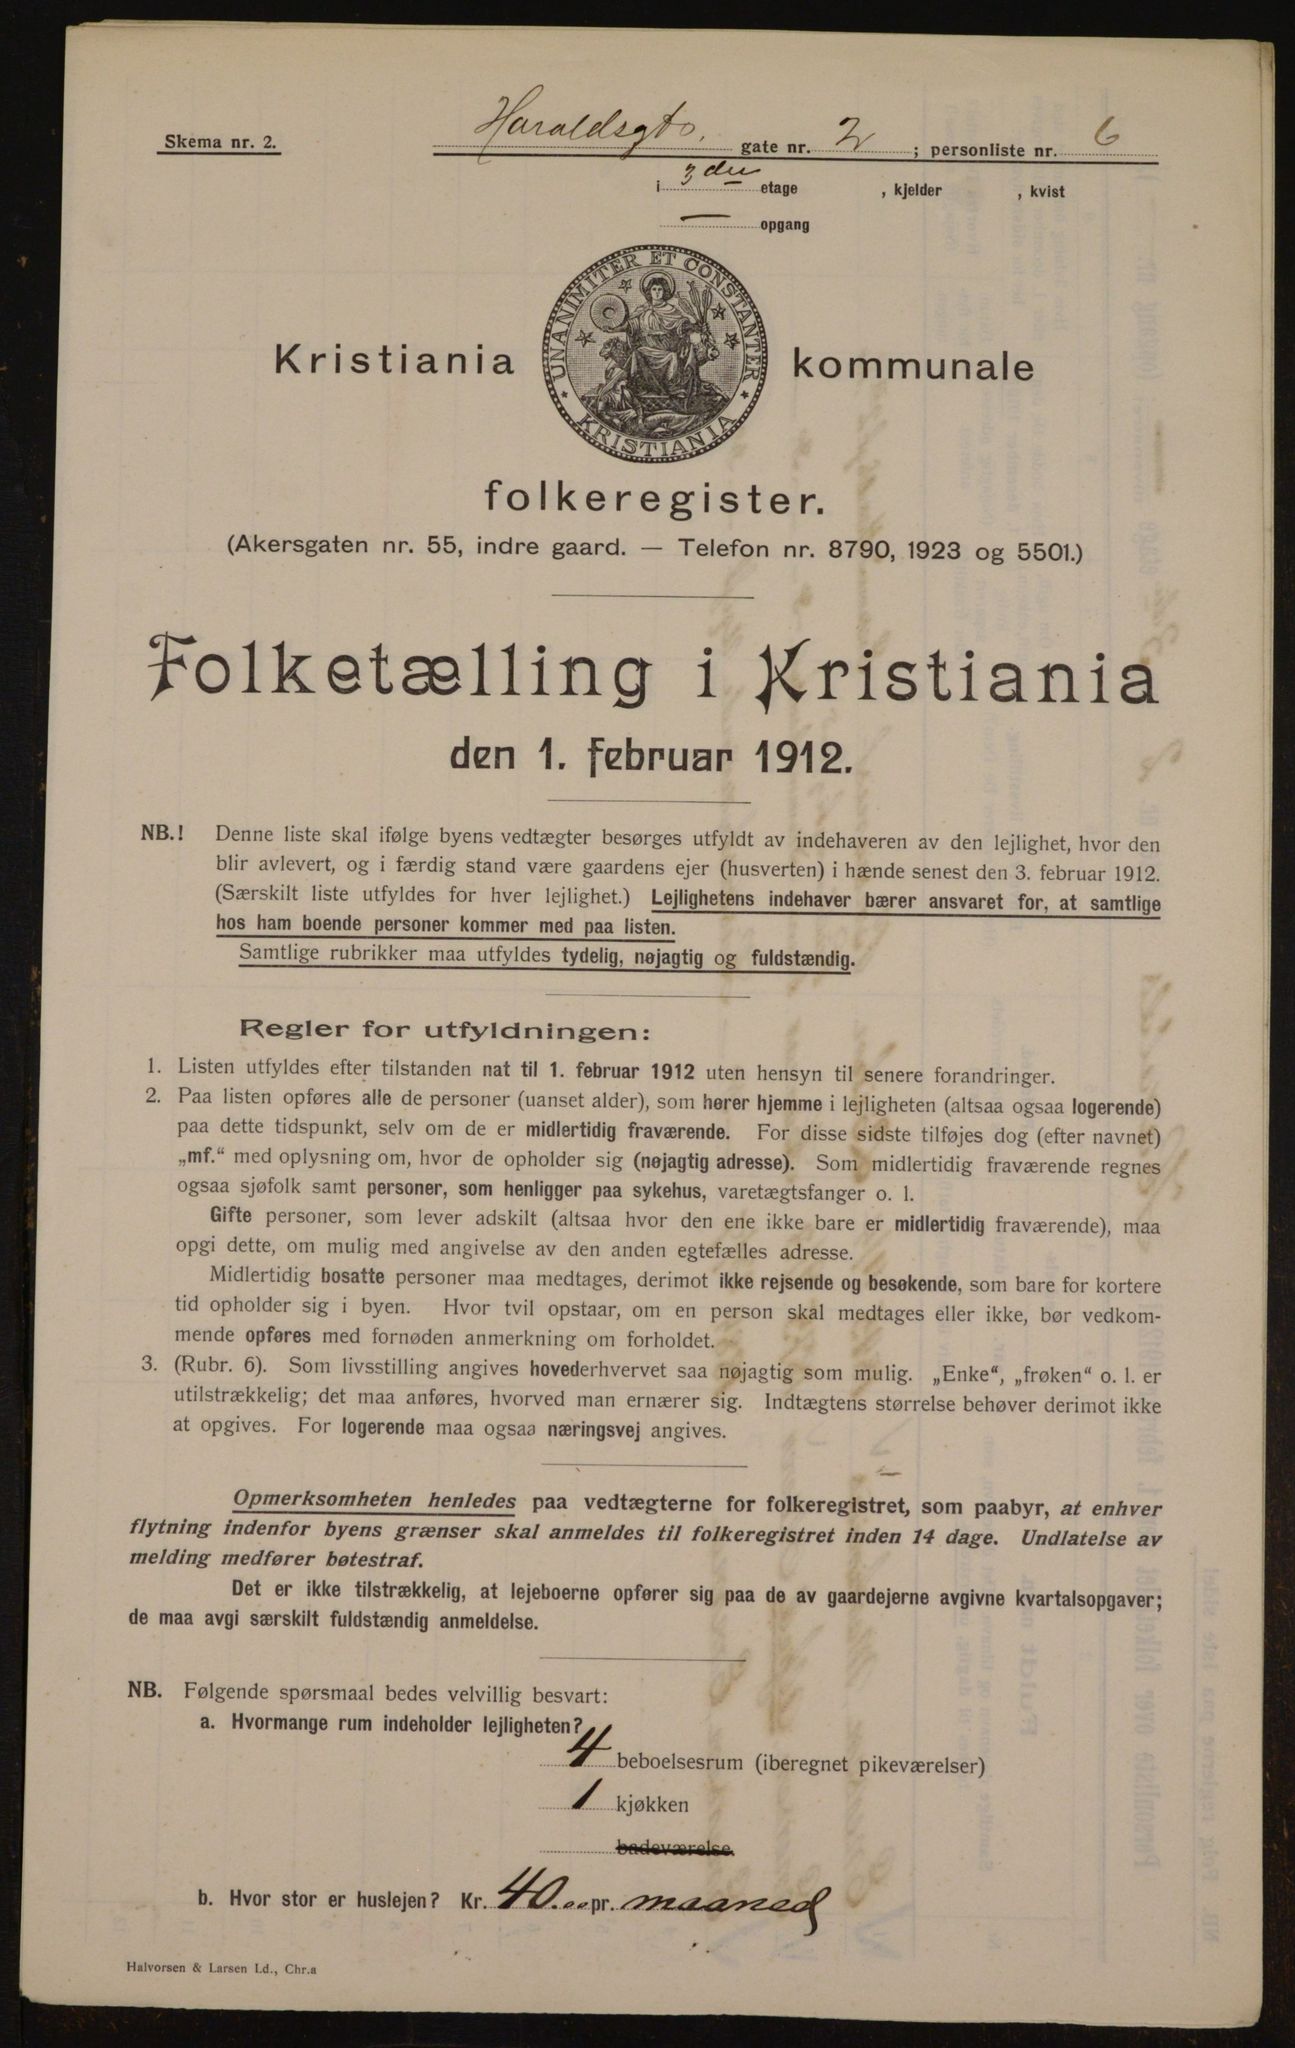 Skema nr. 2.
Haraldsgt. gate nr. 2 ; personliste nr. 6
i 3die etage , kjelder , kvist
— opgang
UNANIMITER ET CONSTANTER
KRISTIANIA
Kristiania kommunale
folkeregister.
(Akersgaten nr. 55, indre gaard. — Telefon nr. 8790, 1923 og 5501.)
Folketælling i Kristiania
den 1. februar 1912.
NB.! Denne liste skal ifølge byens vedtægter besørges utfyldt av indehaveren av den lejlighet, hvor den
blir avlevert, og i færdig stand være gaardens ejer (husverten) i hænde senest den 3. februar 1912.
(Særskilt liste utfyldes for hver lejlighet.) Lejlighetens indehaver bærer ansvaret for, at samtlige
hos ham boende personer kommer med paa listen.
Samtlige rubrikker maa utfyldes tydelig, nøjagtig og fuldstændig.
Regler for utfyldningen:
1. Listen utfyldes efter tilstanden nat til 1. februar 1912 uten hensyn til senere forandringer.
2. Paa listen opføres alle de personer (uanset alder), som hører hjemme i lejligheten (altsaa ogsaa logerende)
paa dette tidspunkt, selv om de er midlertidig fraværende. For disse sidste tilføjes dog (efter navnet)
„mf.“ med oplysning om, hvor de opholder sig (nøjagtig adresse). Som midlertidig fraværende regnes
ogsaa sjøfolk samt personer, som henligger paa sykehus, varetægtsfanger o. l.
Gifte personer, som lever adskilt (altsaa hvor den ene ikke bare er midlertidig fraværende), maa
opgi dette, om mulig med angivelse av den anden egtefælles adresse.
Midlertidig bosatte personer maa medtages, derimot ikke rejsende og besøkende, som bare for kortere
tid opholder sig i byen. Hvor tvil opstaar, om en person skal medtages eller ikke, bør vedkom-
mende opføres med fornøden anmerkning om forholdet.
3. (Rubr. 6). Som livsstilling angives hovederhvervet saa nøjagtig som mulig. „Enke“, „frøken“ o. l. er
utilstrækkelig; det maa anføres, hvorved man ernærer sig. Indtægtens størrelse behøver derimot ikke
at opgives. For logerende maa ogsaa næringsvej angives.
Opmerksomheten henledes paa vedtægterne for folkeregistret, som paabyr, at enhver
flytning indenfor byens grænser skal anmeldes til folkeregistret inden 14 dage. Undlatelse av
melding medfører bøtestraf.
Det er ikke tilstrækkelig, at lejeboerne opfører sig paa de av gaardejerne avgivne kvartalsopgaver;
de maa avgi særskilt fuldstændig anmeldelse.
NB. Følgende spørsmaal bedes velvillig besvart:
a. Hvormange rum indeholder lejligheten?
4 beboelsesrum (iberegnet pikeværelser)
1 kjøkken
badeværelse.
b. Hvor stor er huslejen? Kr. 40.00 pr. maaned
Halvorsen & Larsen Ld., Chr.a